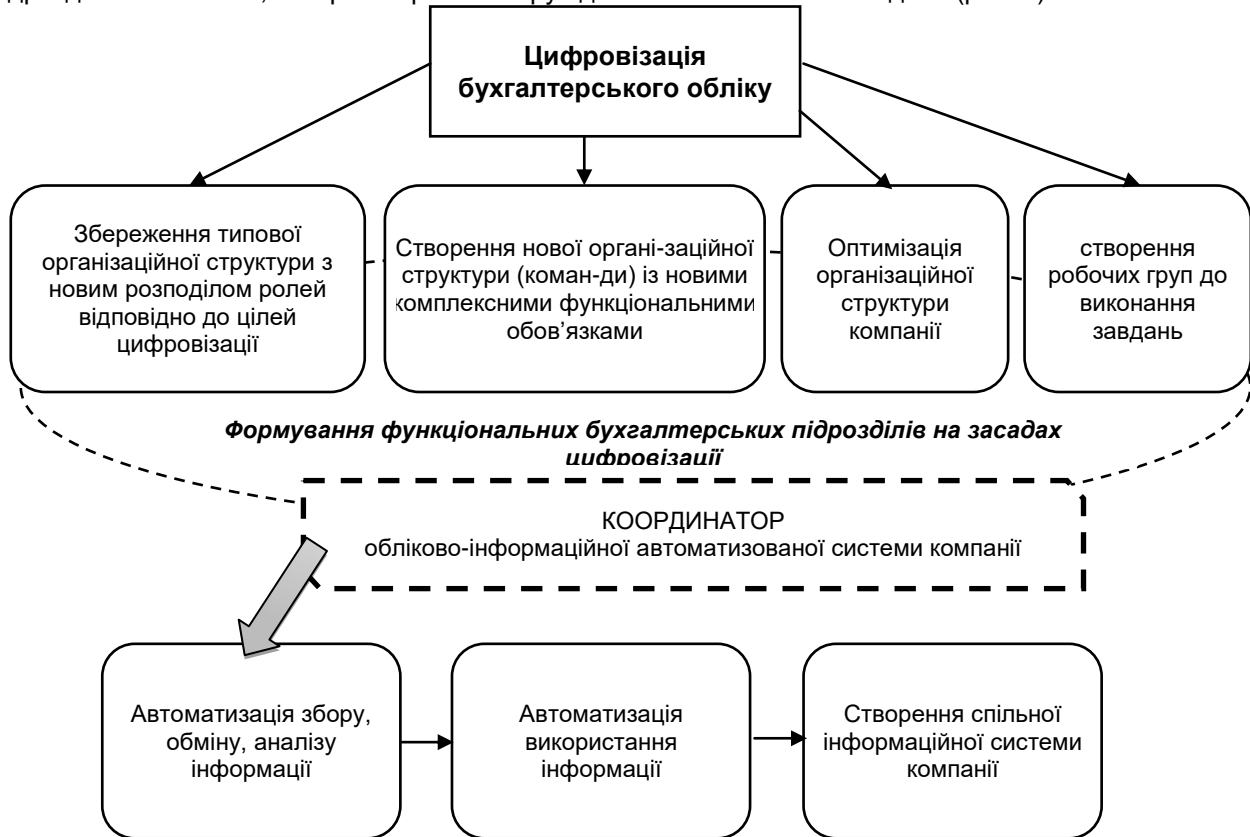 Цифровізація
бухгалтерського обліку
Збереження типової
організаційної структури з
новим розподілом ролей
відповідно до цілей
цифровізації
Створення нової органі-заційної
структури (коман-ди) із новими
комплексними функціональними
обов’язками
Оптимізація
організаційної
структури
компанії
створення
робочих груп до
виконання
завдань
Формування функціональних бухгалтерських підрозділів на засадах
цифровізації
КООРДИНАТОР
обліково-інформаційної автоматизованої системи компанії
Автоматизація збору,
обміну, аналізу
інформації
Автоматизація
використання
інформації
Створення спільної
інформаційної системи
компанії